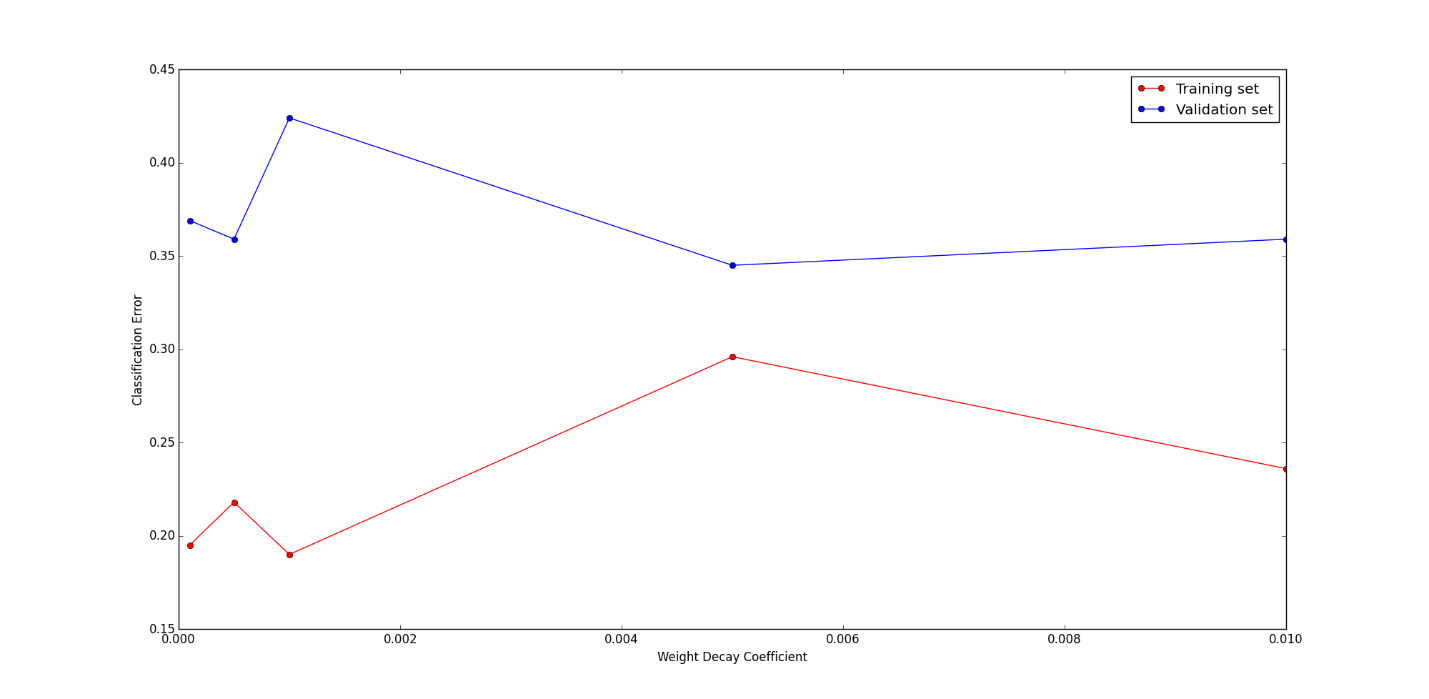 0.45
0.40
0.35
0.30
0.25
0.20
0.15
Classification Error
Training set
Validation set
0.000 0.002 0.004 0.006 0.008 0.010
Weight Decay Coefficient